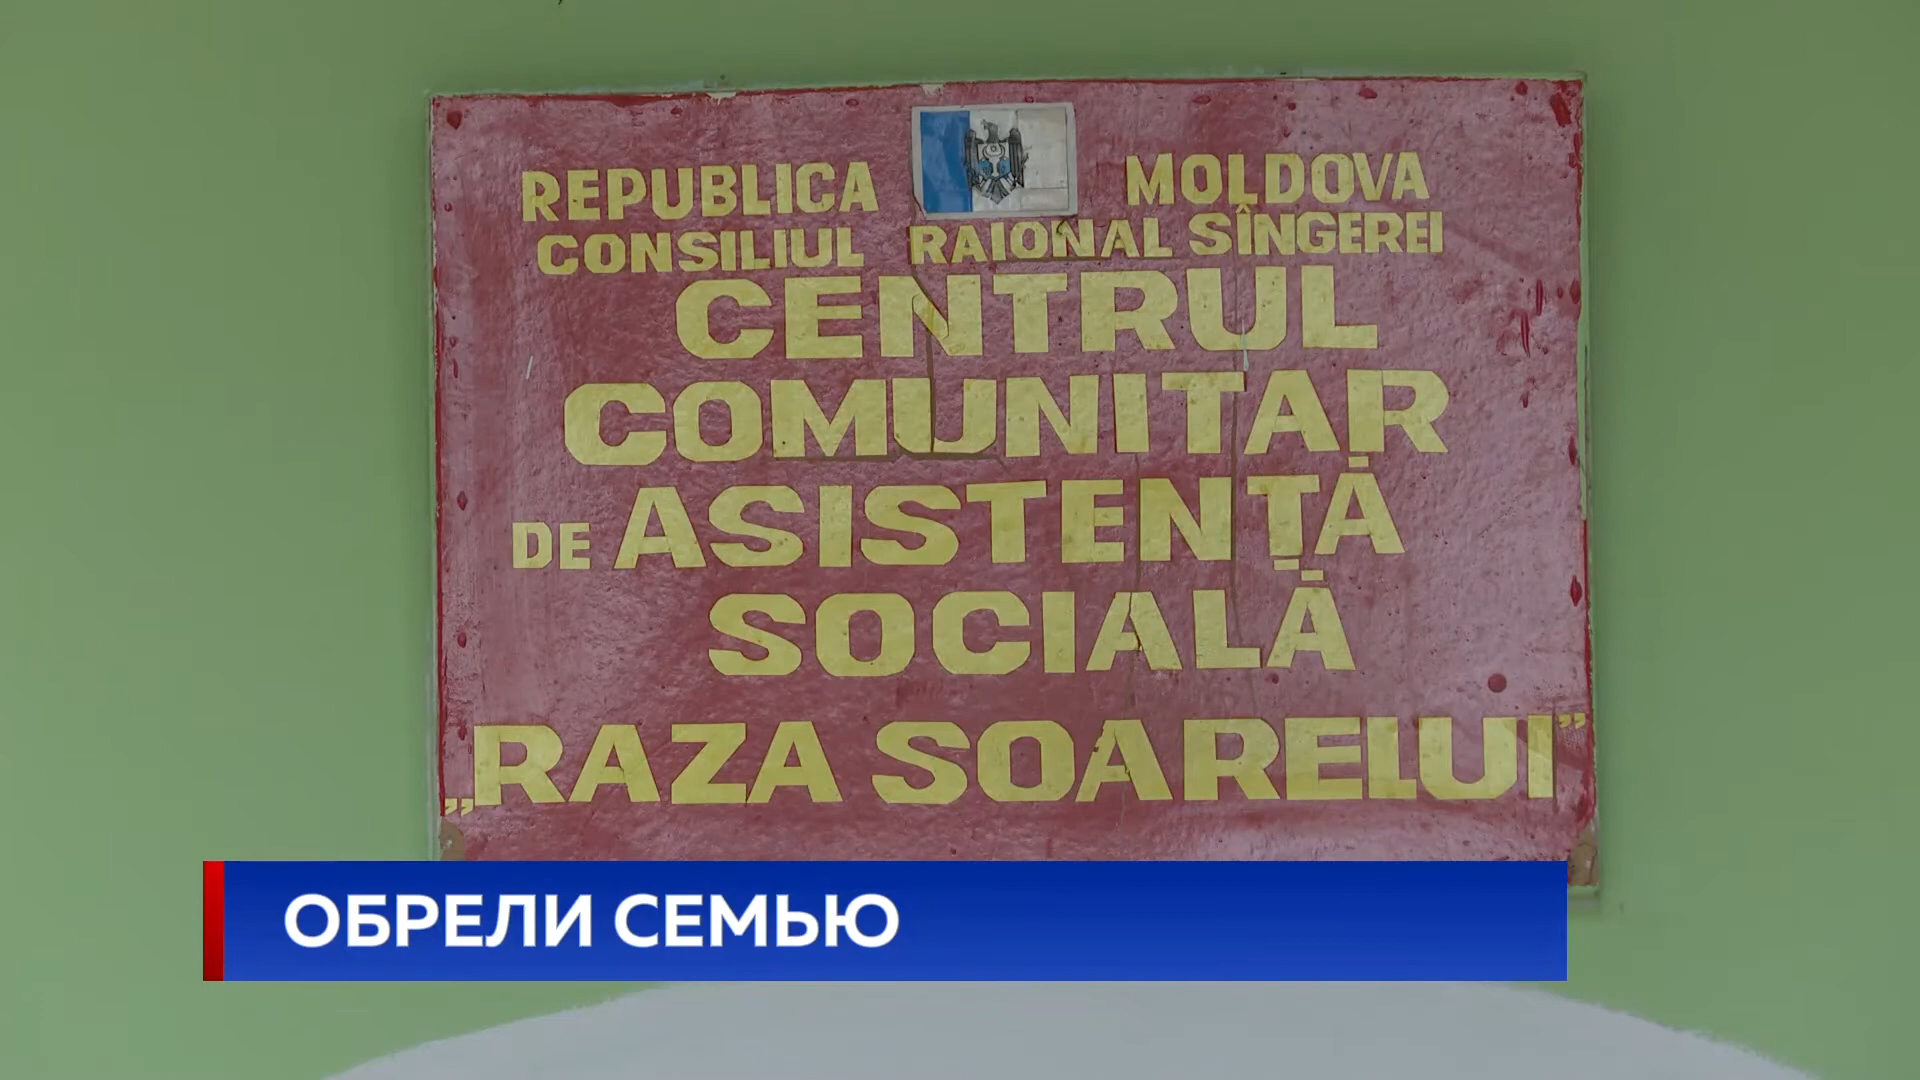 REPUBLICA MOLDOVA
CONSILIUL RAIONAL SÎNGEREI
CENTRUL
COMUNITAR
DE ASISTENȚĂ
SOCIALĂ
„RAZA SOARELUI”
ОБРЕЛИ СЕМЬЮ